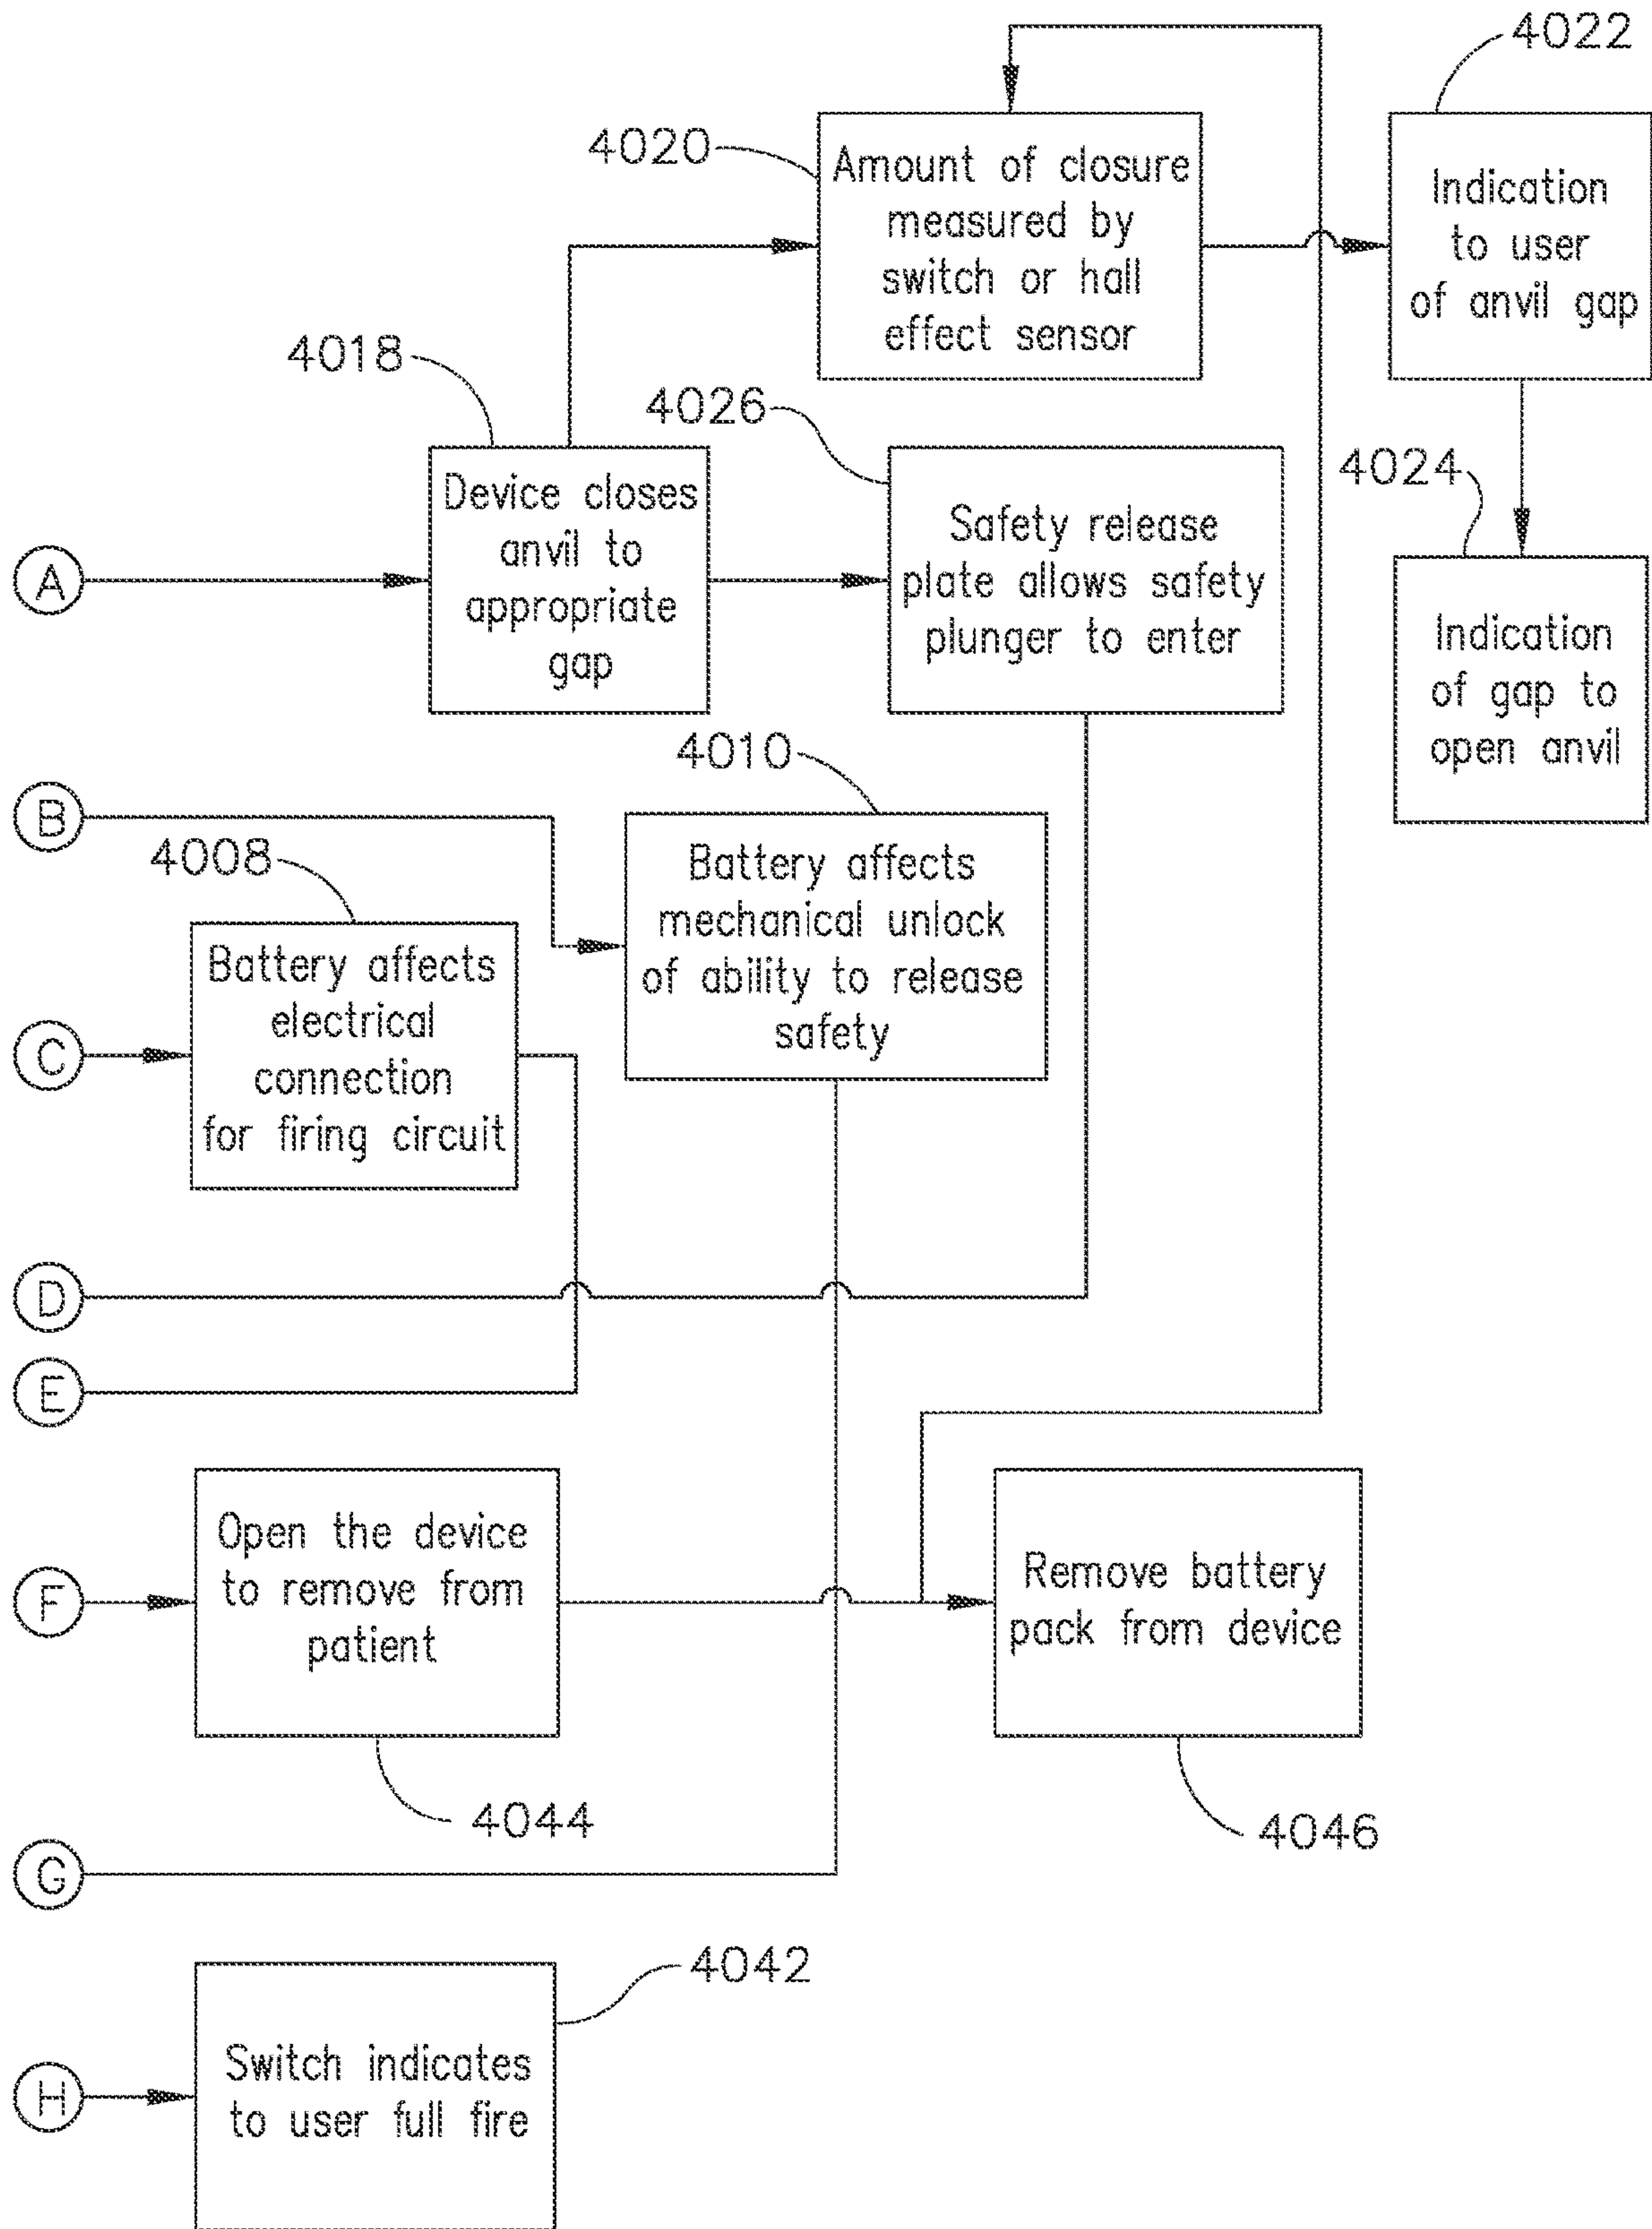 4022
4020
Amount of closure
measured by
switch or hall
effect sensor
Indication
to user
of anvil gap
4018
4026
4024
Device closes
anvil to
appropriate
gap
Safety release
plate allows safety
plunger to enter
A
Indication
of gap to
open anvil
4010
B
4008
Battery affects
mechanical unlock
of ability to release
safety
Battery affects
electrical
connection
for firing circuit
C
D
E
Open the device
to remove from
patient
Remove battery
pack from device
F
4044
4046
G
4042
Switch indicates
to user full fire
H